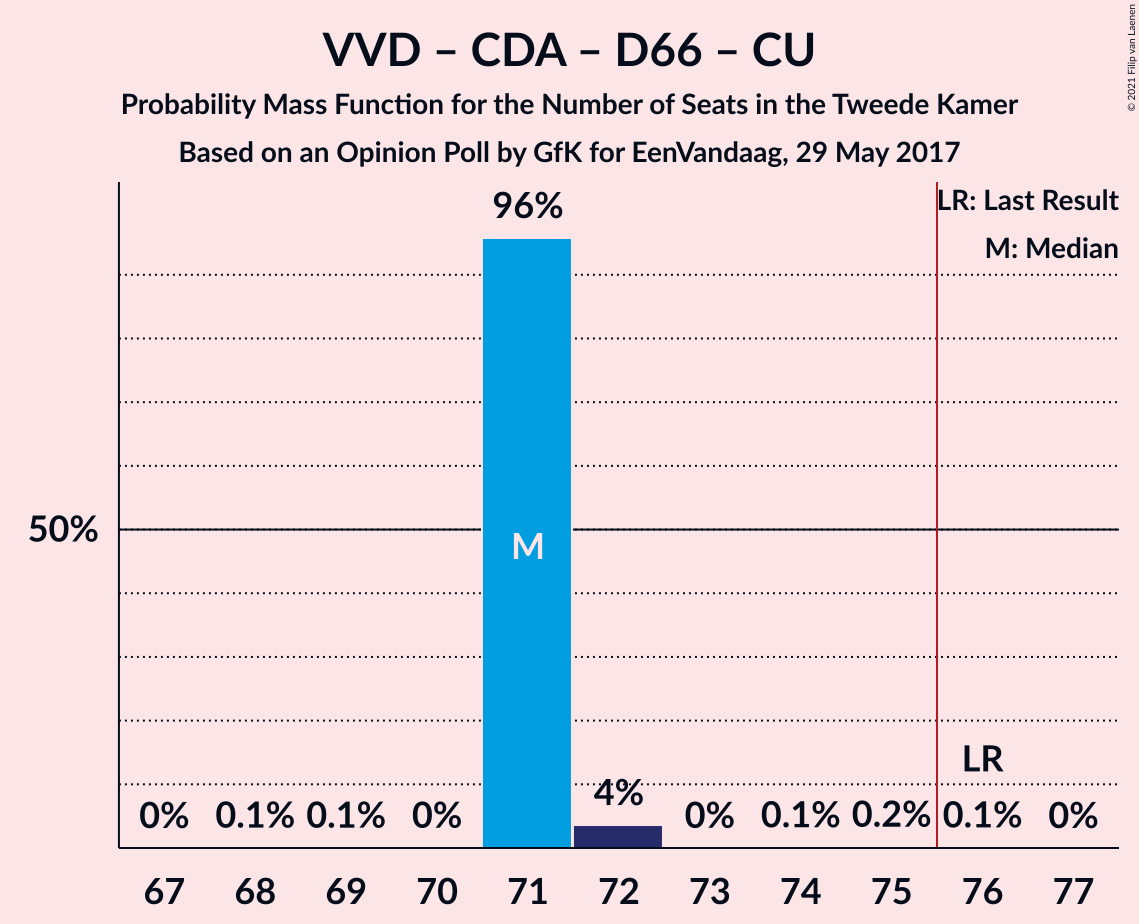 VVD – CDA – D66 – CU
Probability Mass Function for the Number of Seats in the Tweede Kamer
Based on an Opinion Poll by GfK for EenVandaag, 29 May 2017
© 2021 Filip van Laenen
LR: Last Result
M: Median
96%
50%
M
LR
0% 0.1% 0.1% 0% 4% 0% 0.1% 0.2% 0.1% 0%
67 68 69 70 71 72 73 74 75 76 77